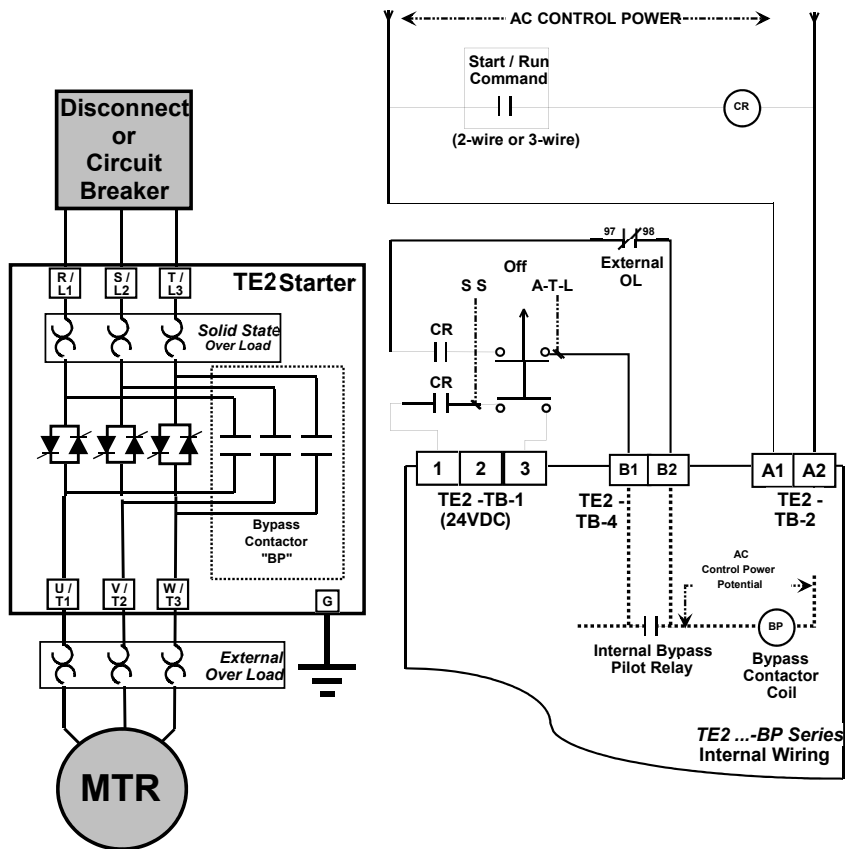 AC CONTROL POWER
Start / Run
Command
CR
(2-wire or 3-wire)
Disconnect
or
Circuit
Breaker
R /
L1
S /
L2
T /
L3
TE2 Starter
Solid State
Over Load
Bypass
Contactor
"BP"
U /
T1
V /
T2
W /
T3
G
External
Over Load
MTR
97 98
External
OL
Off
S S
A-T-L
CR
CR
1 2 3
TE2 -TB-1
(24VDC)
B1 B2
TE2 -
TB-4
A1 A2
TE2 -
TB-2
AC
Control Power
Potential
BP
Internal Bypass
Pilot Relay
Bypass
Contactor
Coil
TE2 ...-BP Series
Internal Wiring